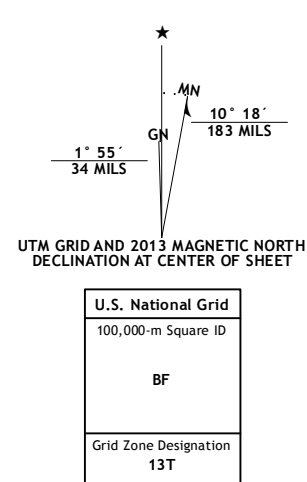 ★
MN
10° 18´
183 MILS
GN
1° 55´
34 MILS
UTM GRID AND 2013 MAGNETIC NORTH
DECLINATION AT CENTER OF SHEET
U.S. National Grid
100,000-m Square ID
BF
Grid Zone Designation
13T